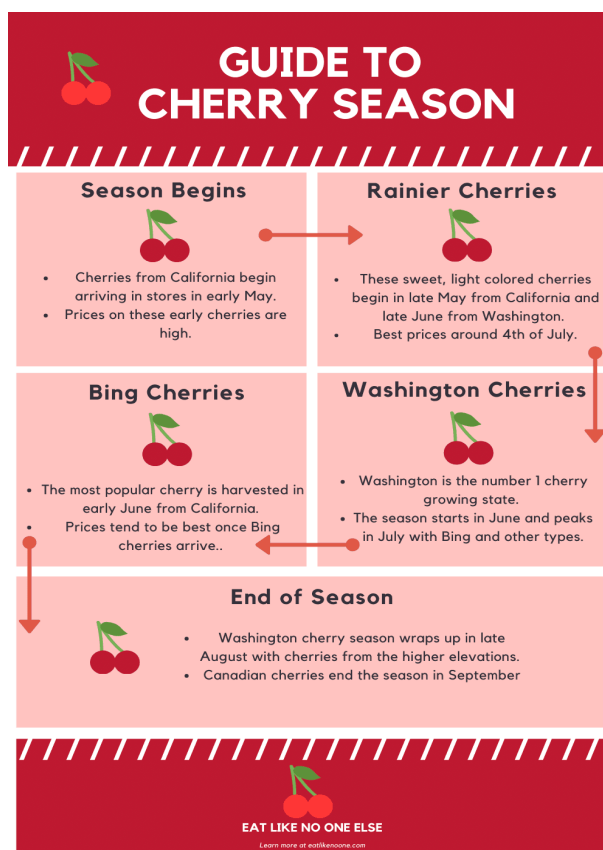 GUIDE TO
CHERRY SEASON
Season Begins
• Cherries from California begin
arriving in stores in early May.
• Prices on these early cherries are
high.
Rainier Cherries
• These sweet, light colored cherries
begin in late May from California and
late June from Washington.
• Best prices around 4th of July.
Washington Cherries
• Washington is the number 1 cherry
growing state.
• The season starts in June and peaks
in July with Bing and other types.
Bing Cherries
• The most popular cherry is harvested in
early June from California.
• Prices tend to be best once Bing
cherries arrive..
End of Season
• Washington cherry season wraps up in late
August with cherries from the higher elevations.
• Canadian cherries end the season in September
EAT LIKE NO ONE ELSE
Learn more at eatlikenoone.com